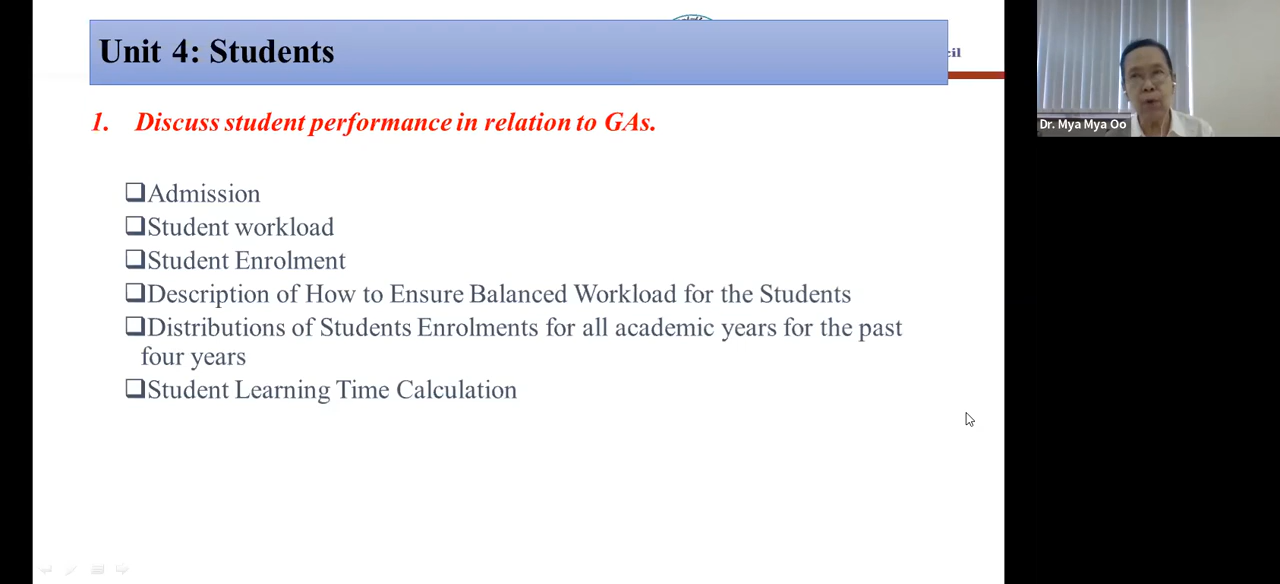 Unit 4: Students
cil
1. Discuss student performance in relation to GAs.
❑Admission
❑Student workload
❑Student Enrolment
❑Description of How to Ensure Balanced Workload for the Students
❑Distributions of Students Enrolments for all academic years for the past
four years
❑Student Learning Time Calculation
Dr. Mya Mya Oo